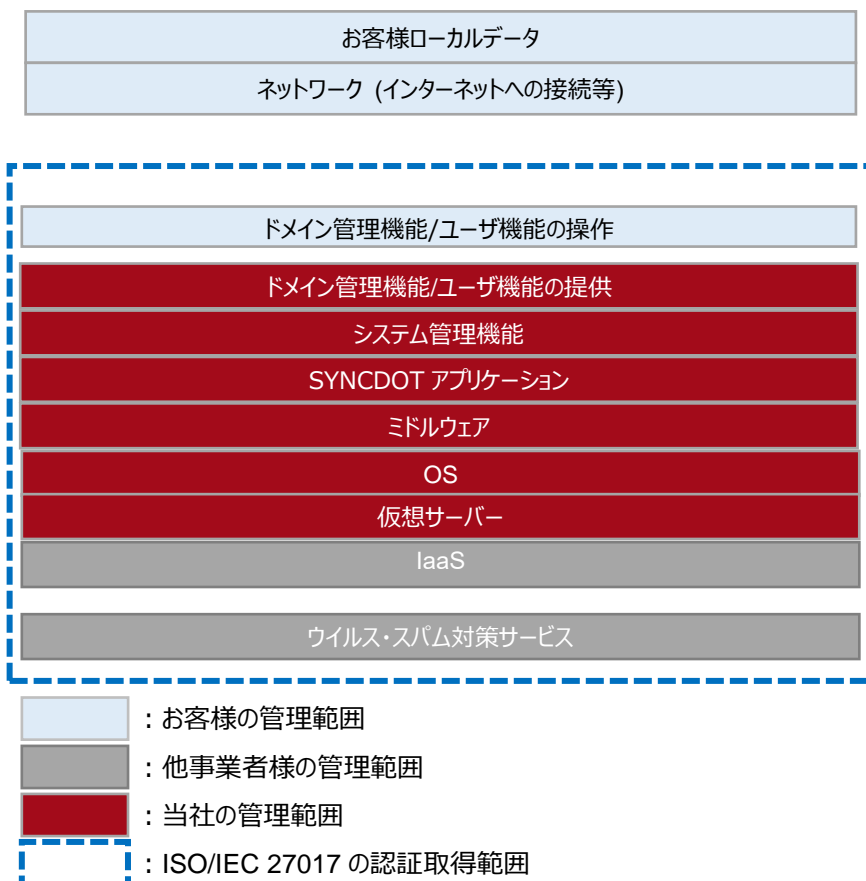 お客様ローカルデータ
ネットワーク (インターネットへの接続等)
ドメイン管理機能/ユーザ機能の操作
ドメイン管理機能/ユーザ機能の提供
システム管理機能
SYNCDOT アプリケーション
ミドルウェア
OS
仮想サーバー
IaaS
ウイルス・スパム対策サービス
：お客様の管理範囲
：他事業者様の管理範囲
：当社の管理範囲
：ISO/IEC 27017 の認証取得範囲